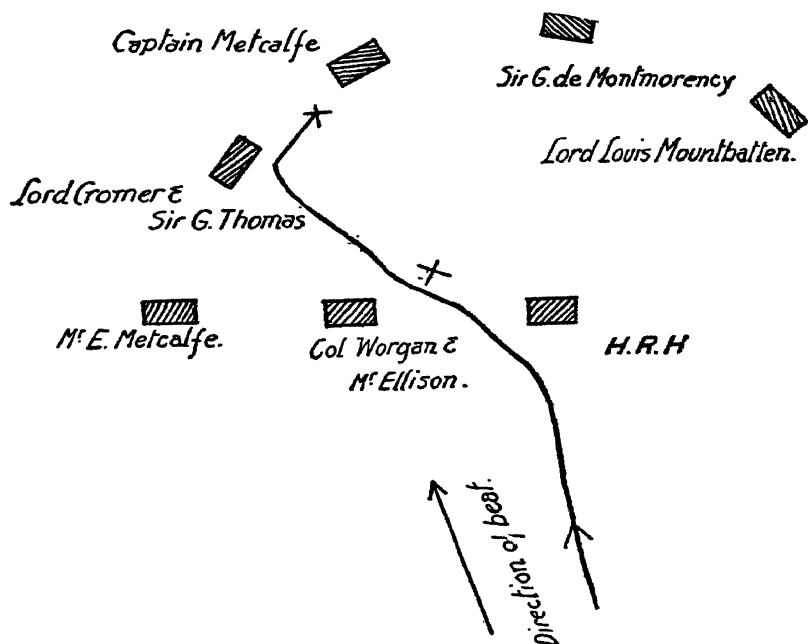 Captain Metcalfe
Sir G. de Montmorency
Lord Louis Mountbatten.
Lord Cromer &
Sir G. Thomas
Mr E. Metcalfe.
Col Worgan &
Mr Ellison.
H.R.H
Direction of beat.